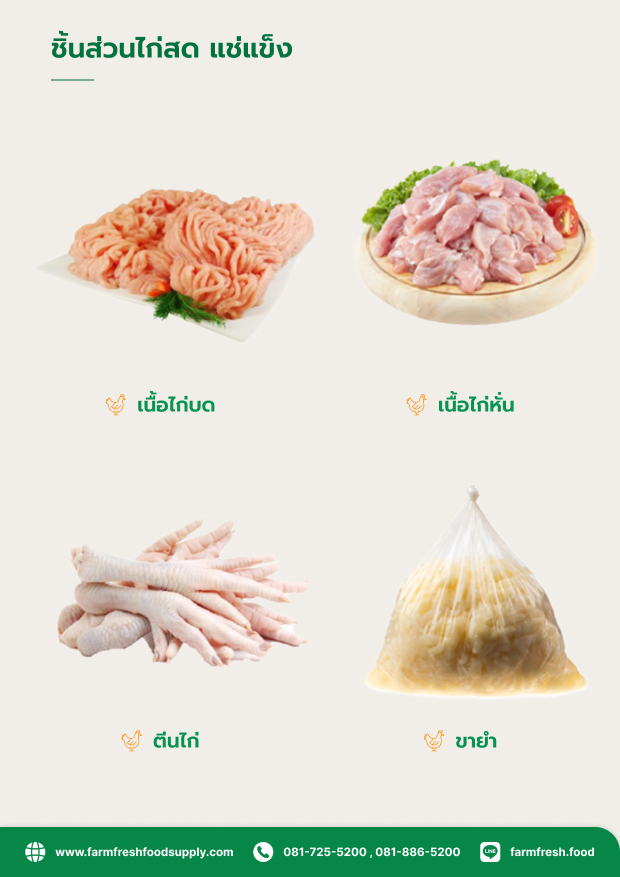 ชิ้นส่วนไก่สด แช่แข็ง
เนื้อไก่บด
เนื้อไก่หั่น
ตีนไก่
ขายำ
www.farmfreshfoodsupply.com
081-725-5200 , 081-886-5200
LINE
farmfresh.food